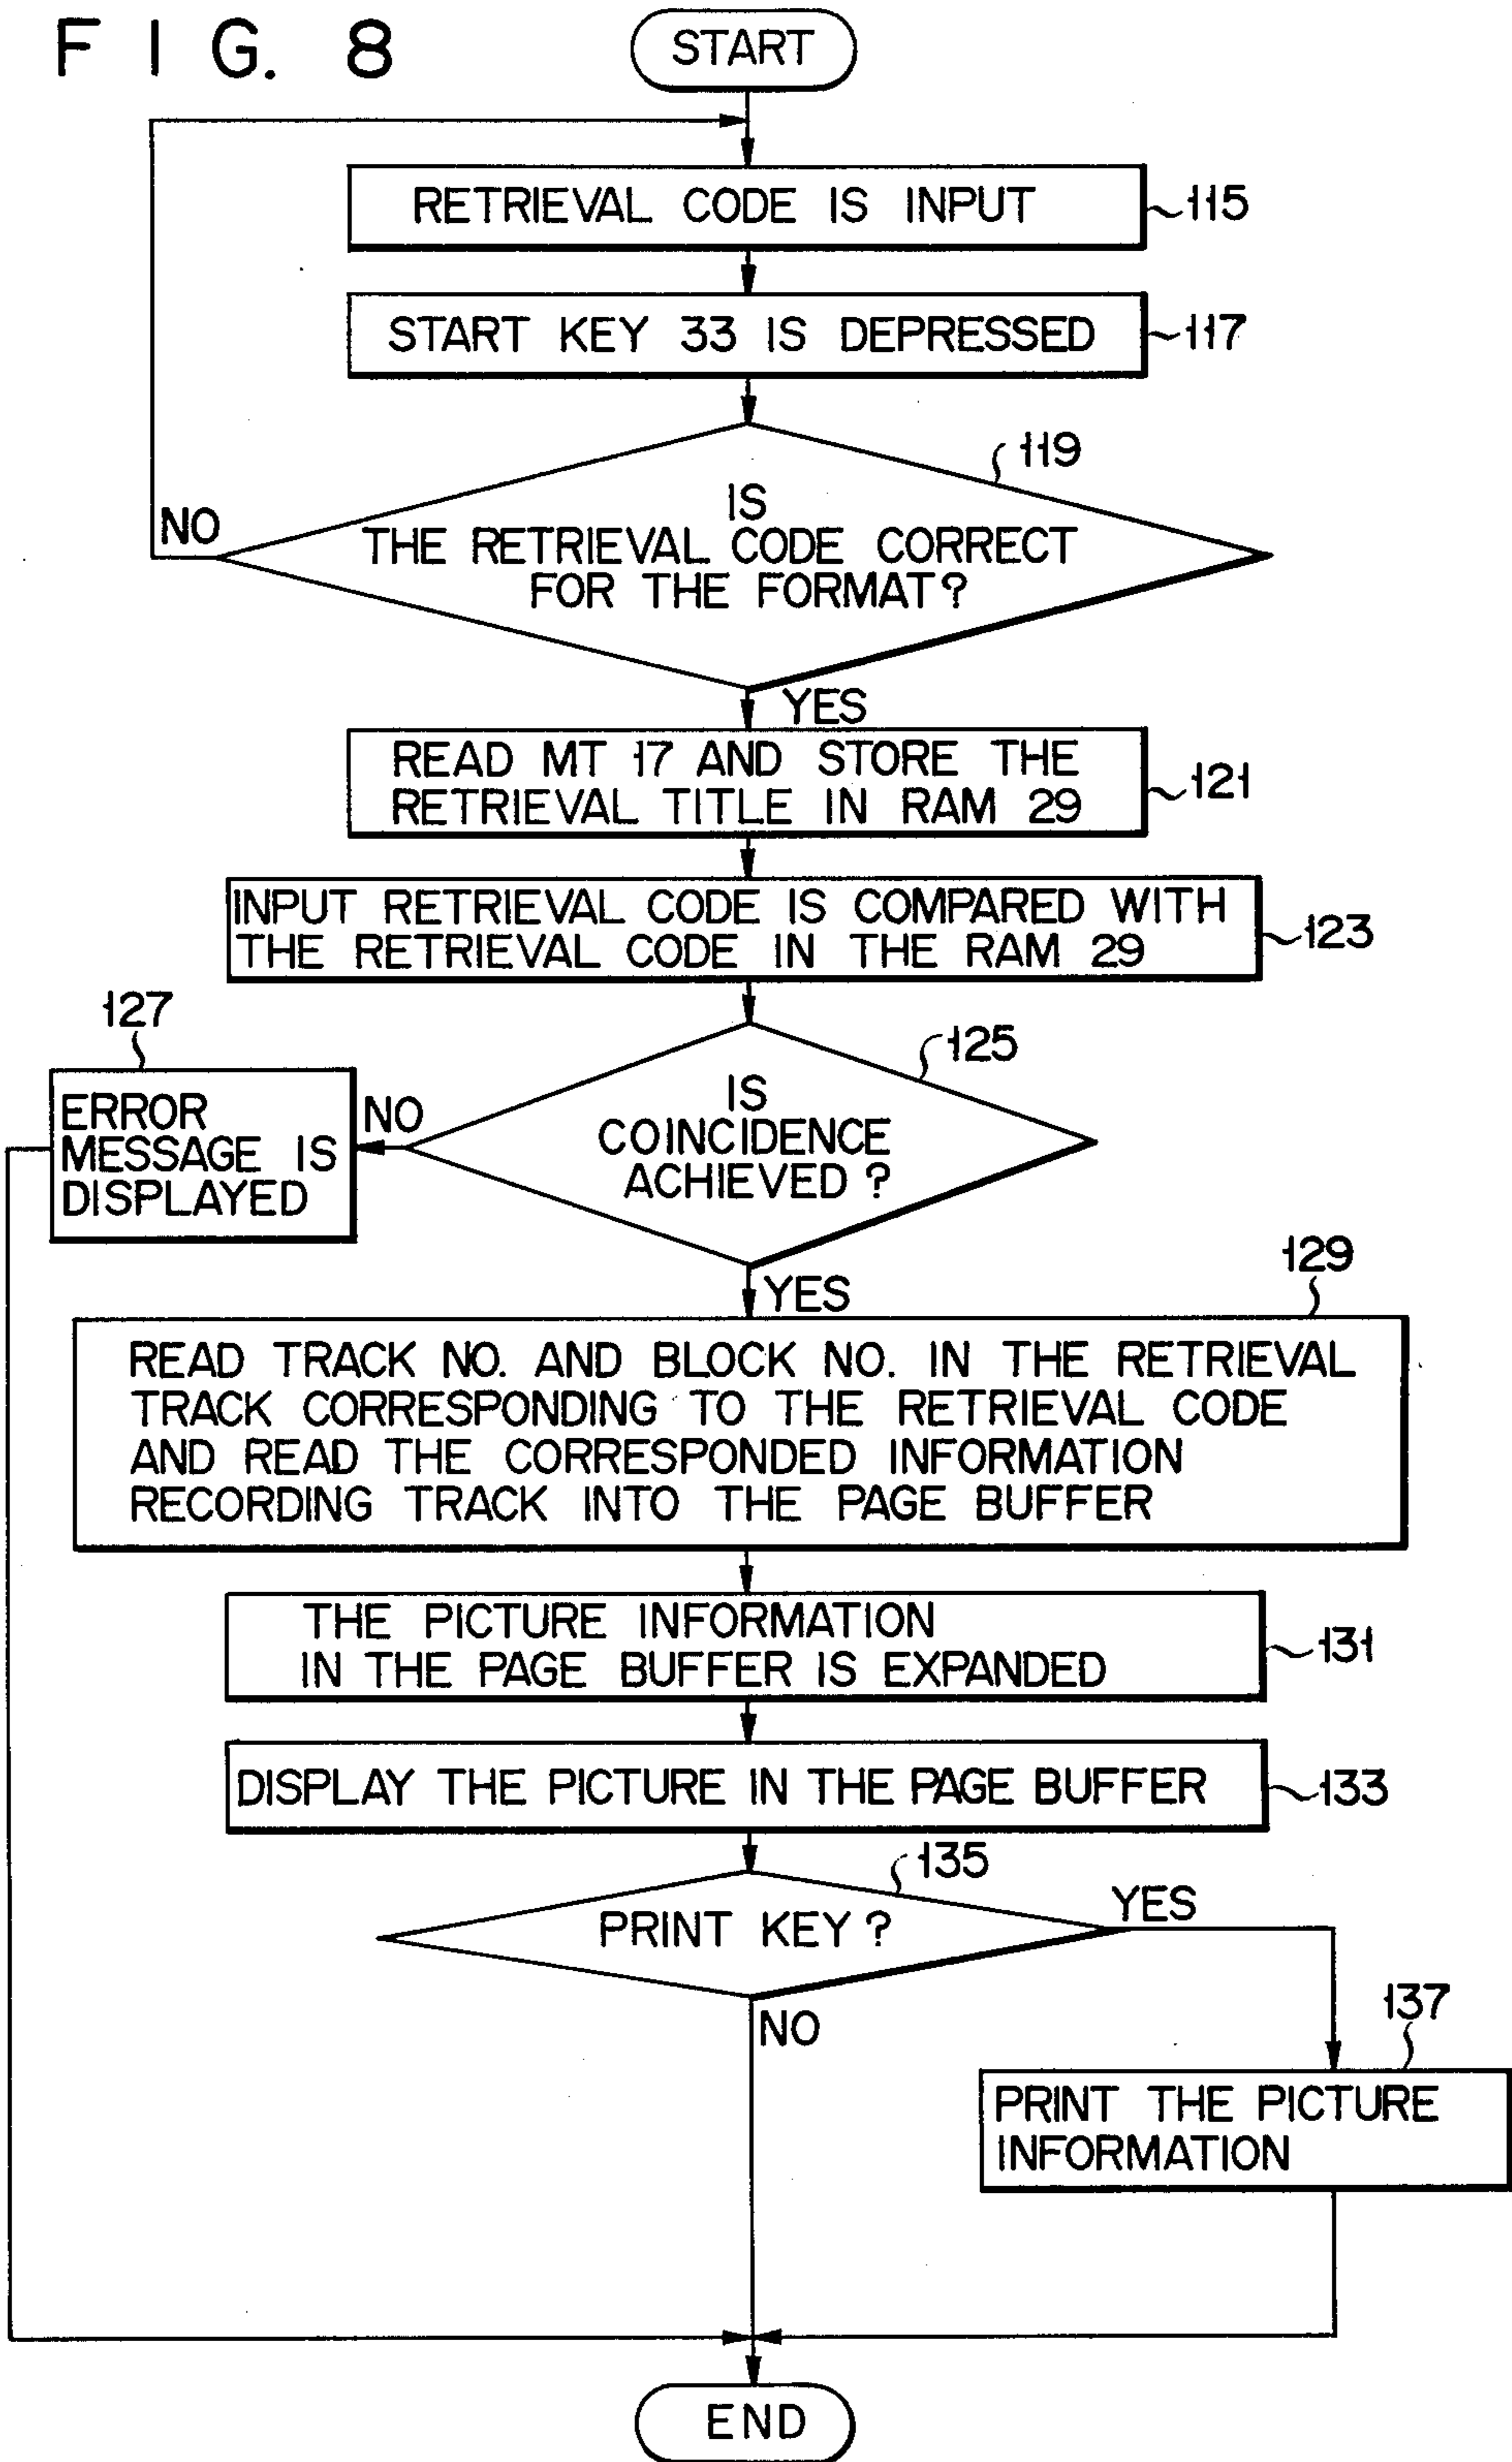 FIG. 8
START
RETRIEVAL CODE IS INPUT
115
START KEY 33 IS DEPRESSED
117
119
IS
THE RETRIEVAL CODE CORRECT
FOR THE FORMAT?
NO
YES
READ MT 17 AND STORE THE
RETRIEVAL TITLE IN RAM 29
121
INPUT RETRIEVAL CODE IS COMPARED WITH
THE RETRIEVAL CODE IN THE RAM 29
123
125
IS
COINCIDENCE
ACHIEVED?
NO
127
ERROR
MESSAGE IS
DISPLAYED
YES
129
READ TRACK NO. AND BLOCK NO. IN THE RETRIEVAL
TRACK CORRESPONDING TO THE RETRIEVAL CODE
AND READ THE CORRESPONDED INFORMATION
RECORDING TRACK INTO THE PAGE BUFFER
THE PICTURE INFORMATION
IN THE PAGE BUFFER IS EXPANDED
131
DISPLAY THE PICTURE IN THE PAGE BUFFER
133
135
PRINT KEY?
YES
NO
137
PRINT THE PICTURE
INFORMATION
END